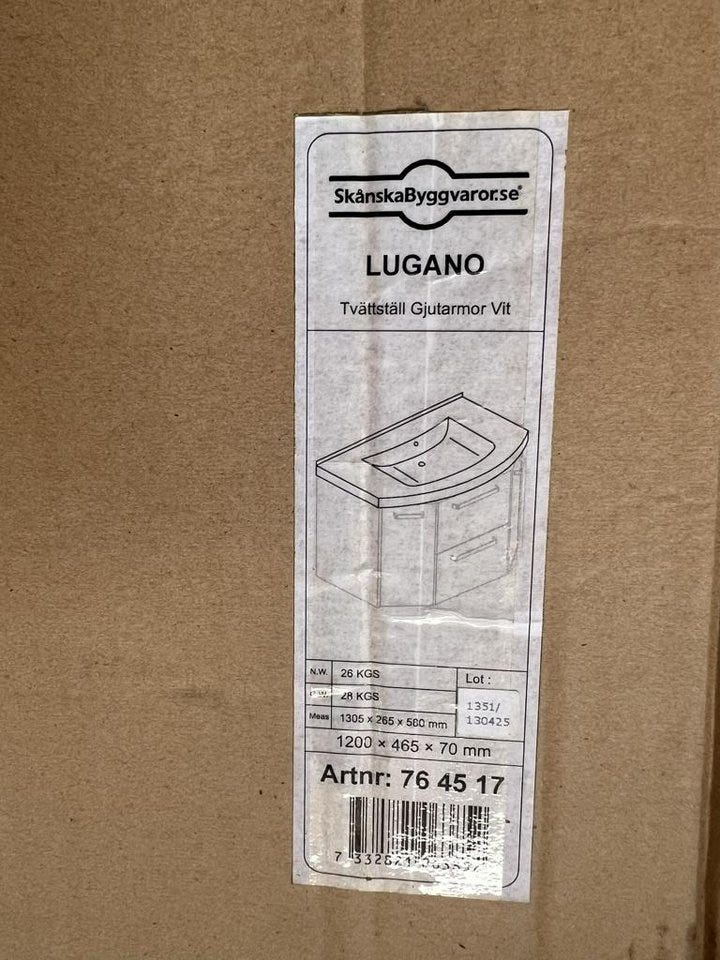 SkånskaByggvaror.se®
LUGANO
Tvättställ Gjutarmor Vit
N.W. 26 KGS
28 KGS
Meas 1305 x 265 x 580 mm
Lot :
1351/
130425
1200 × 465 × 70 mm
Artnr: 76 45 17